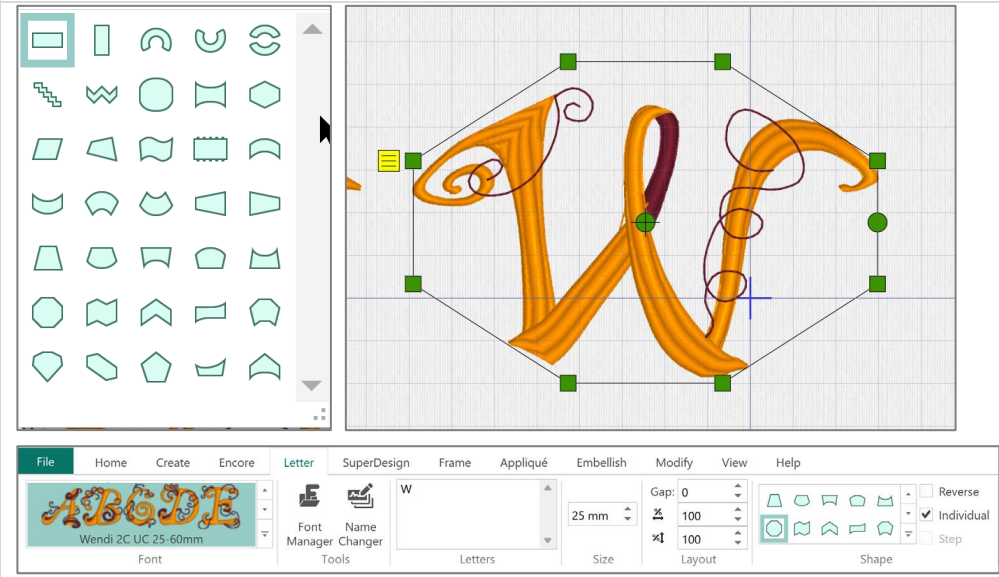 File Home Create Encore Letter SuperDesign Frame Appliqué Embellish Modify View Help
ABCDE
Wendi 2C UC 25-60mm
Font
Font Manager
Name Changer
Tools
W
Letters
25 mm
Size
Gap: 0
100
100
Layout
Shape
Reverse
Individual
Step